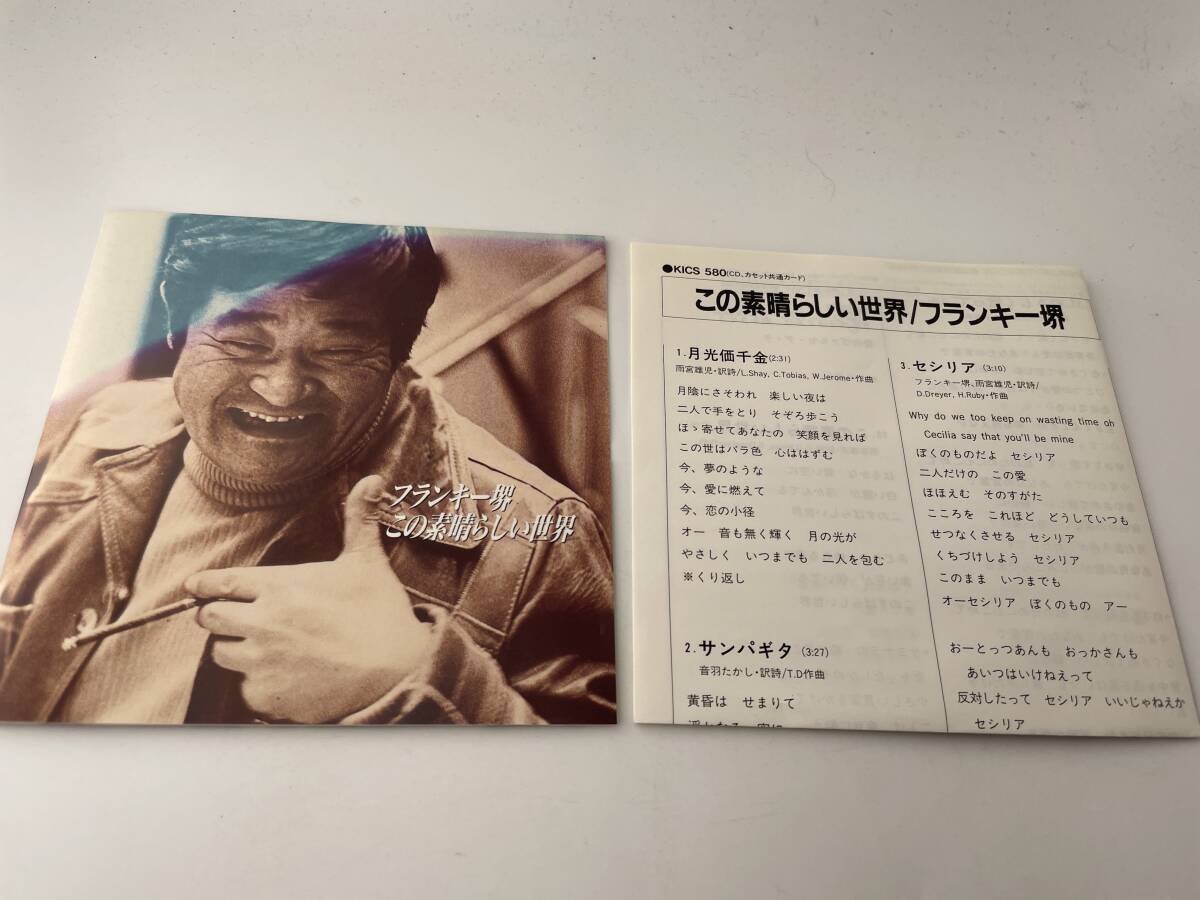 フランキー堺
この素晴らしい世界
●KICS 580(CD、カセット共通カード)
この素晴らしい世界/フランキー堺
1.月光価千金(2:31)
雨宮雄児・訳詩/L.Shay, C.Tobias, W.Jerome・作曲
月陰にさそわれ 楽しい夜は
二人で手をとり そぞろ歩こう
ほゝ寄せてあなたの 笑顔を見れば
この世はバラ色 心ははずむ
今、夢のような
今、愛に燃えて
今、恋の小径
オー 音も無く輝く 月の光が
やさしく いつまでも 二人を包む
※くり返し
2.サンパギタ(3:27)
音羽たかし・訳詩/T.D作曲
黄昏は せまりて
3.セシリア(3:10)
フランキー堺、雨宮雄児・訳詩/
D.Dreyer, H.Ruby・作曲
Why do we too keep on wasting time oh
Cecilia say that you'll be mine
ぼくのものだよ セシリア
二人だけの この愛
ほほえむ そのすがた
こころを これほど どうしていつも
せつなくさせる セシリア
くちづけしよう セシリア
このまま いつまでも
オーセシリア ぼくのもの アー
おーとっつあんも おっかさんも
あいつはいけねえって
反対したって セシリア いいじゃねえか
セシリア